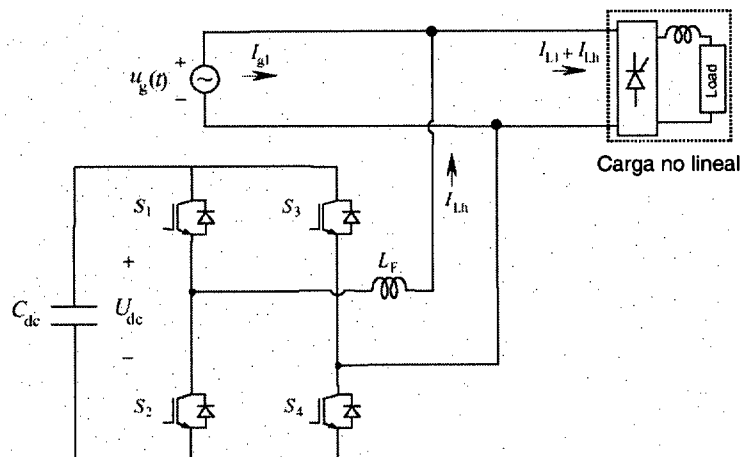 I_g1
I_L1 + I_Lh
+
u_g(t)
−
Load
Carga no lineal
I_Lh
S_1
S_3
L_F
+
C_dc
U_dc
−
S_2
S_4